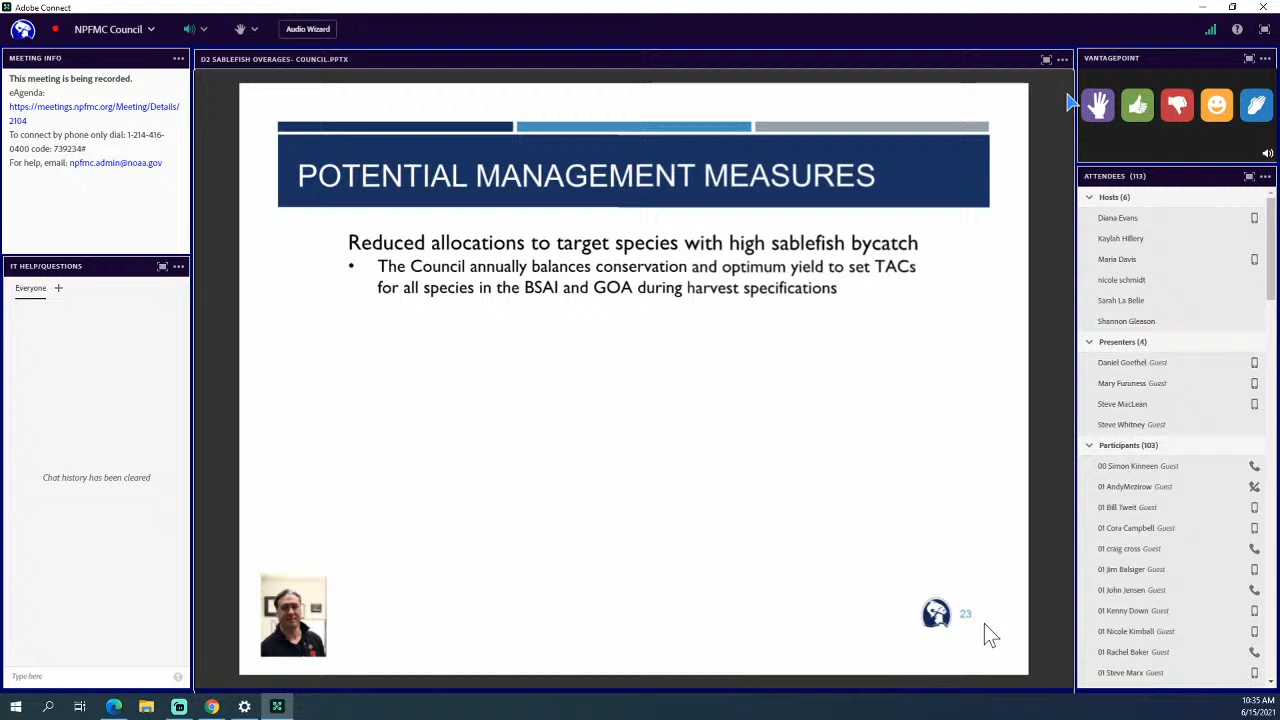 Adobe Connect
NPFMC Council
Audio Wizard
MEETING INFO
This meeting is being recorded.
eAgenda:
https://meetings.npfmc.org/Meeting/Details/
2104
To connect by phone only dial: 1-214-416-
0400 code: 739234#
For help, email: npfmc.admin@noaa.gov
IT HELP/QUESTIONS
Everyone
Chat history has been cleared
Type here
D2 SABLEFISH OVERAGES- COUNCIL.PPTX
POTENTIAL MANAGEMENT MEASURES
Reduced allocations to target species with high sablefish bycatch
• The Council annually balances conservation and optimum yield to set TACs
for all species in the BSAI and GOA during harvest specifications
23
VANTAGEPOINT
ATTENDEES (113)
Hosts (6)
Diana Evans
Kaylah Hillery
Maria Davis
nicole schmidt
Sarah La Belle
Shannon Gleason
Presenters (4)
Daniel Goethel Guest
Mary Furuness Guest
Steve MacLean
Steve Whitney Guest
Participants (103)
00 Simon Kinneen Guest
01 AndyMezirow Guest
01 Bill Tweit Guest
01 Cora Campbell Guest
01 craig cross Guest
01 Jim Balsiger Guest
01 John Jensen Guest
01 Kenny Down Guest
01 Nicole Kimball Guest
01 Rachel Baker Guest
01 Steve Marx Guest
10:35 AM
6/15/2021